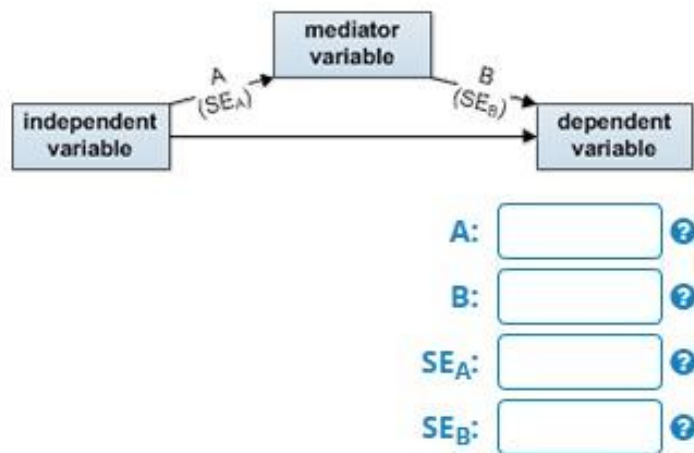 mediator
variable
A
(SEA)
B
(SEB)
independent
variable
dependent
variable
A:
?
B:
?
SEA:
?
SEB:
?